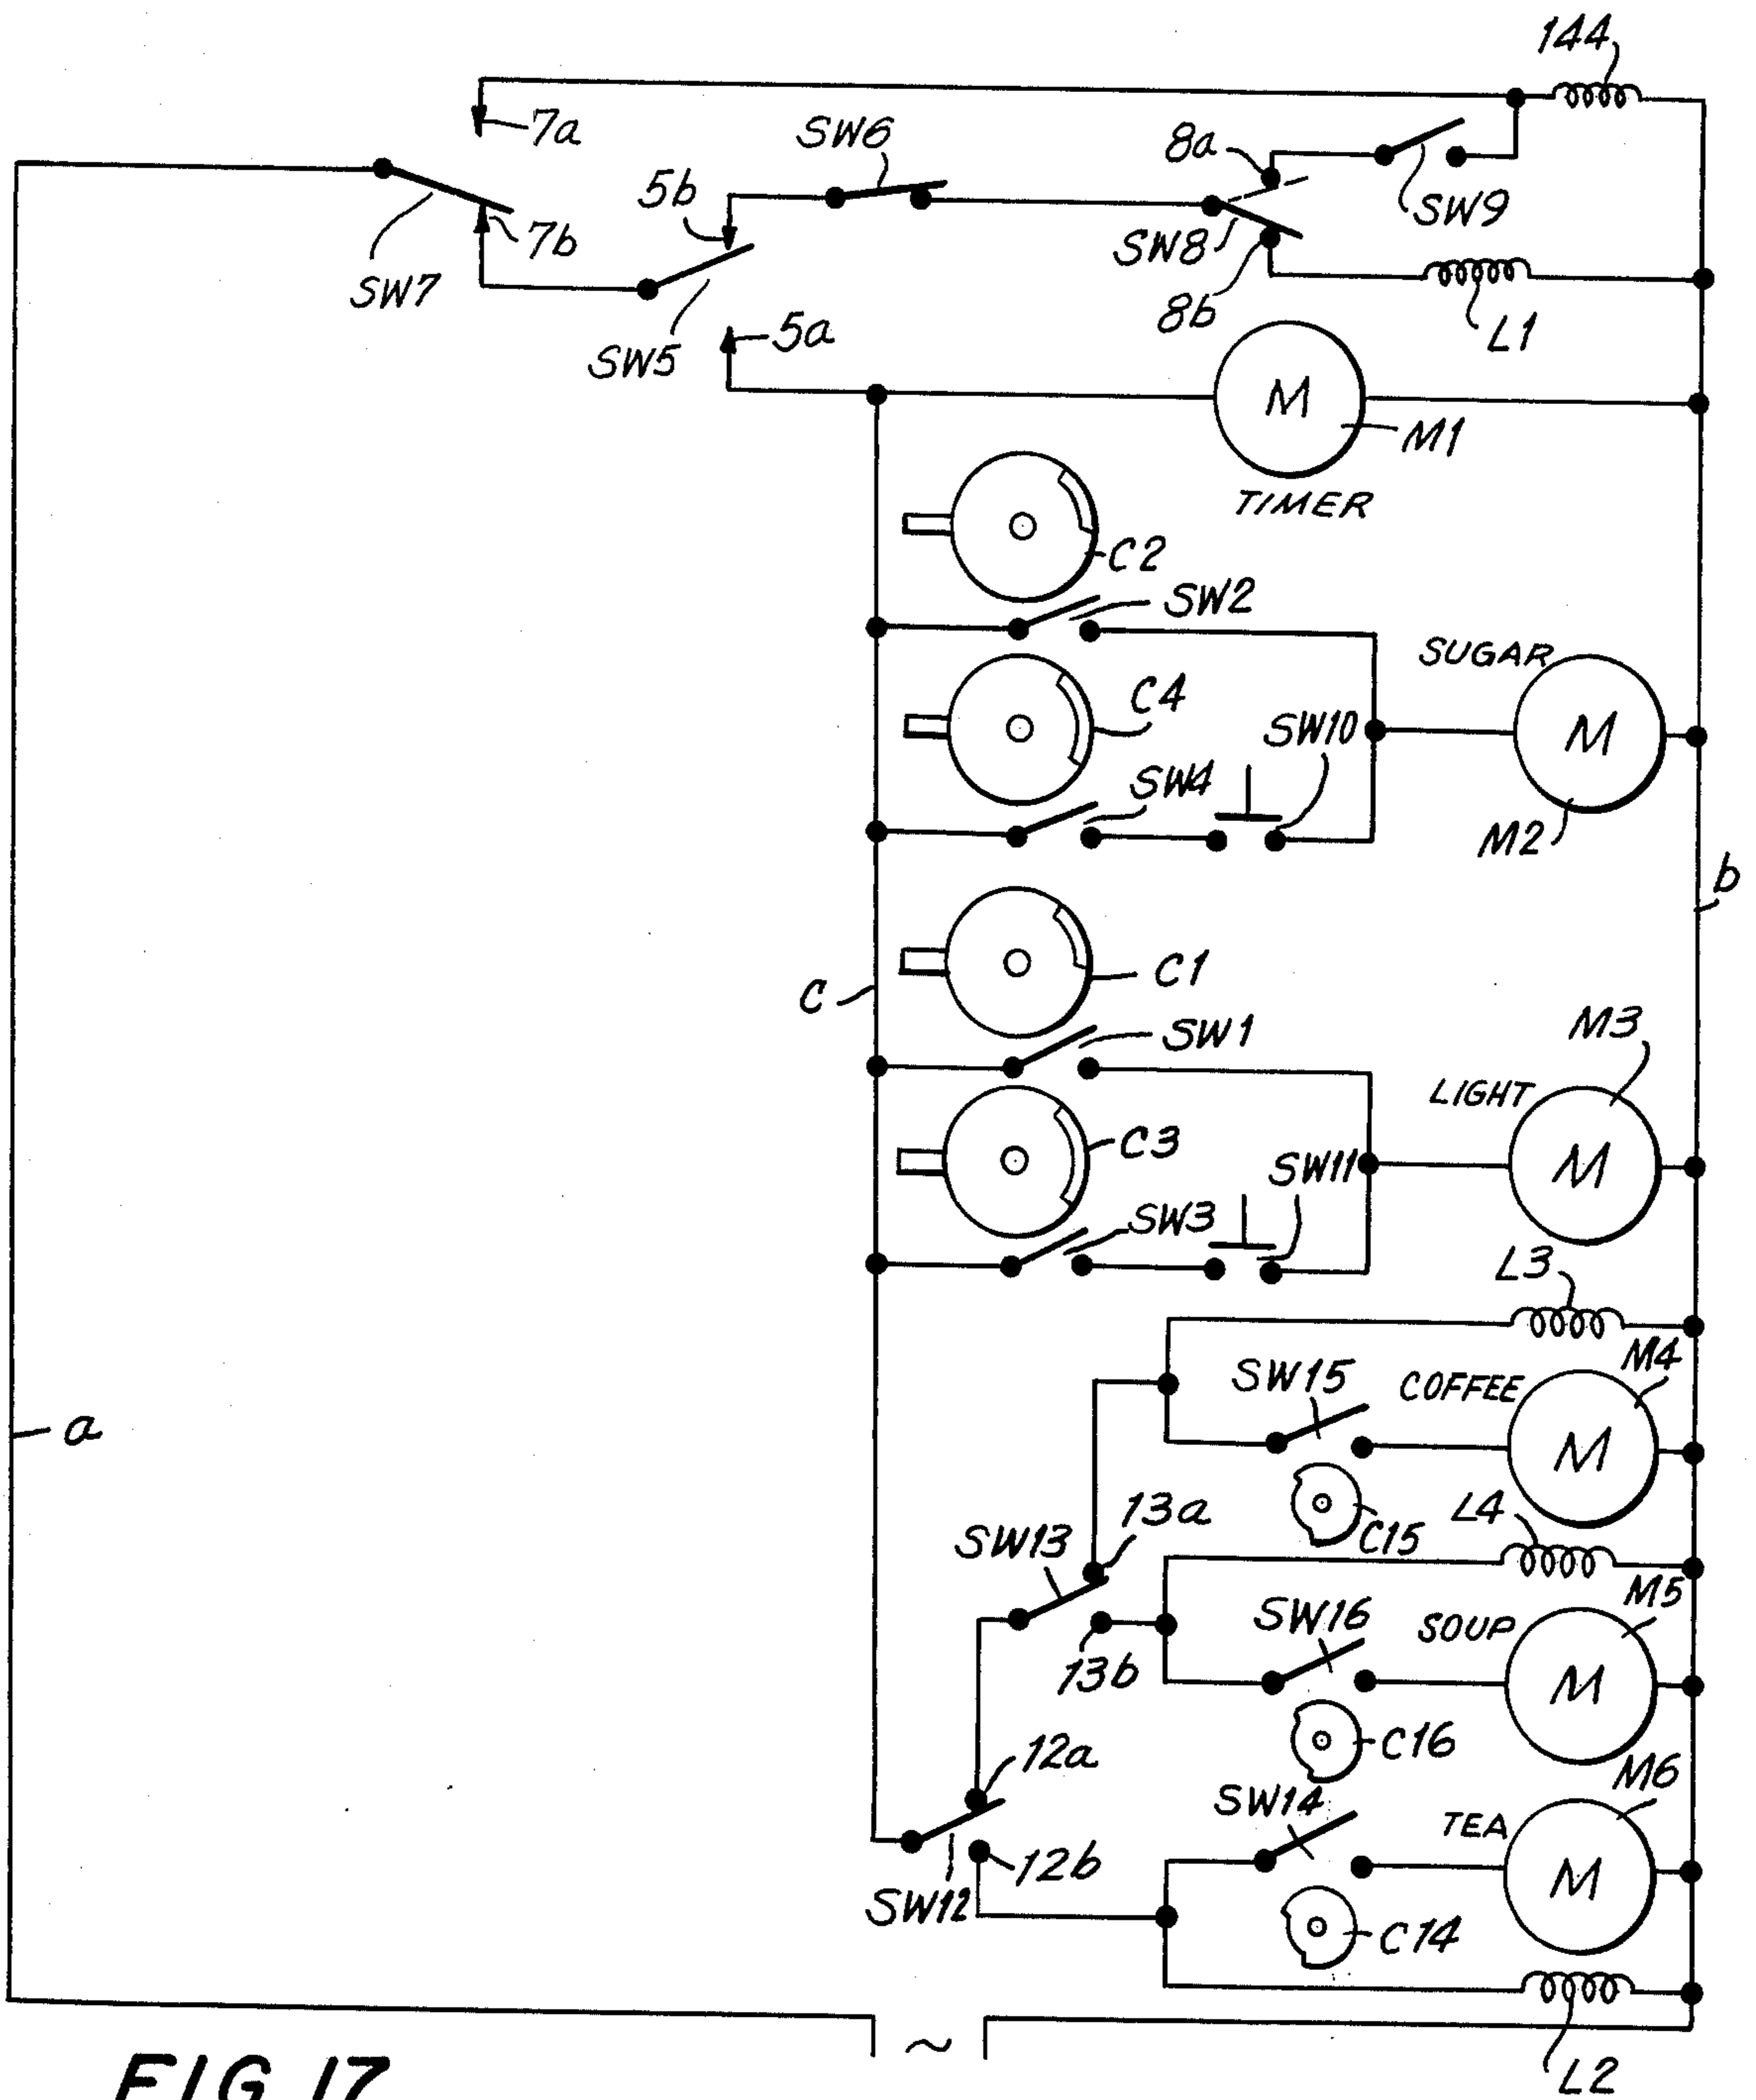 144
7a
SW6
8a
5b
SW9
7b
SW8
SW7
8b
5a
L1
SW5
M
M1
TIMER
C2
SW2
SUGAR
C4
SW10
M
SW4
M2
b
C1
c
SW1
M3
LIGHT
C3
SW11
M
SW3
L3
M4
SW15
COFFEE
a
M
13a
L4
C15
SW13
M5
SW16
SOUP
13b
M
C16
12a
M6
SW14
TEA
12b
M
SW12
C14
~
L2
FIG. 17